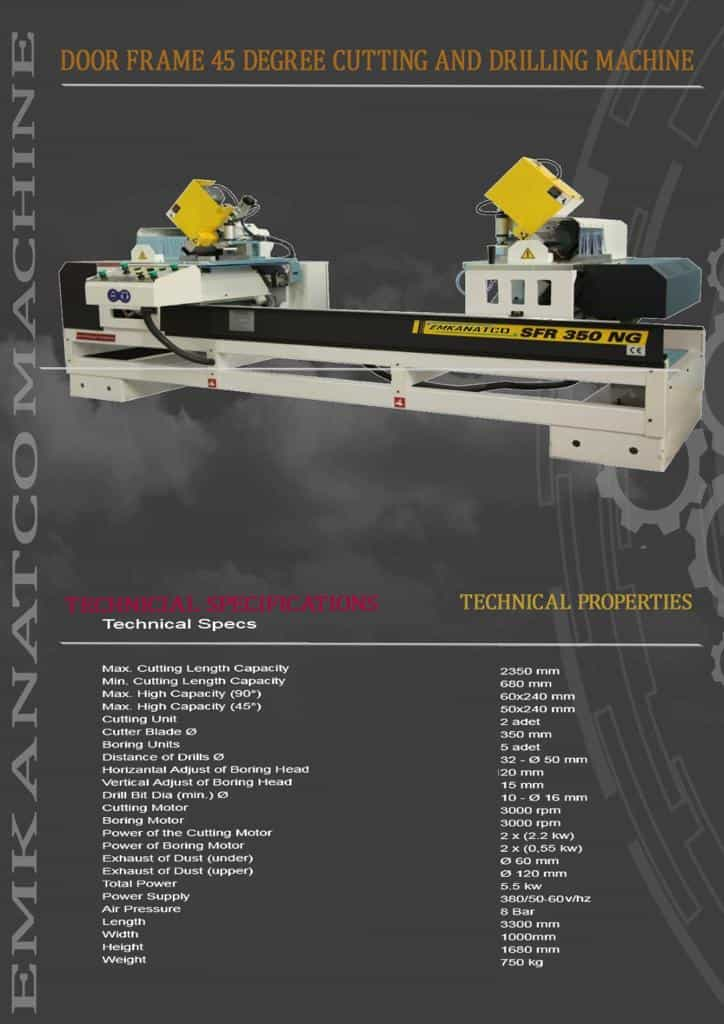 EMKANATCO MACHINE
DOOR FRAME 45 DEGREE CUTTING AND DRILLING MACHINE
EMKANATCO SFR 350 NG
CE
TECHNICIAL SPECIFICATIONS
TECHNICAL PROPERTIES
Technical Specs
Max. Cutting Length Capacity 2350 mm
Min. Cutting Length Capacity 680 mm
Max. High Capacity (90°) 60x240 mm
Max. High Capacity (45°) 50x240 mm
Cutting Unit 2 adet
Cutter Blade Ø 350 mm
Boring Units 5 adet
Distance of Drills Ø 32 - Ø 50 mm
Horizantal Adjust of Boring Head 120 mm
Vertical Adjust of Boring Head 15 mm
Drill Bit Dia (min.) Ø 10 - Ø 16 mm
Cutting Motor 3000 rpm
Boring Motor 3000 rpm
Power of the Cutting Motor 2 x (2.2 kw)
Power of Boring Motor 2 x (0,55 kw)
Exhaust of Dust (under) Ø 60 mm
Exhaust of Dust (upper) Ø 120 mm
Total Power 5.5 kw
Power Supply 380/50-60v/hz
Air Pressure 8 Bar
Length 3300 mm
Width 1000mm
Height 1680 mm
Weight 750 kg